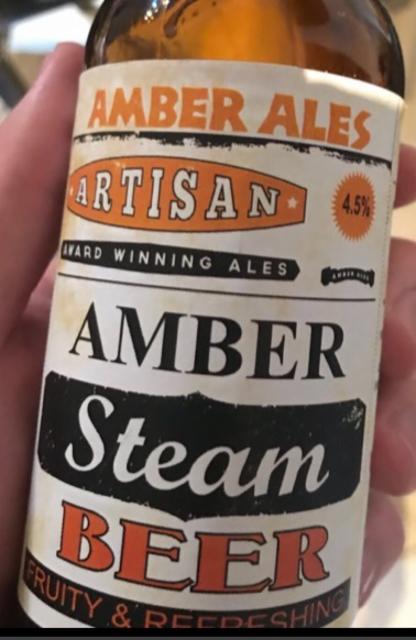 AMBER ALES
ARTISAN
4.5%
AWARD WINNING ALES
AMBER
Steam
BEER
FRUITY & REFRESHING